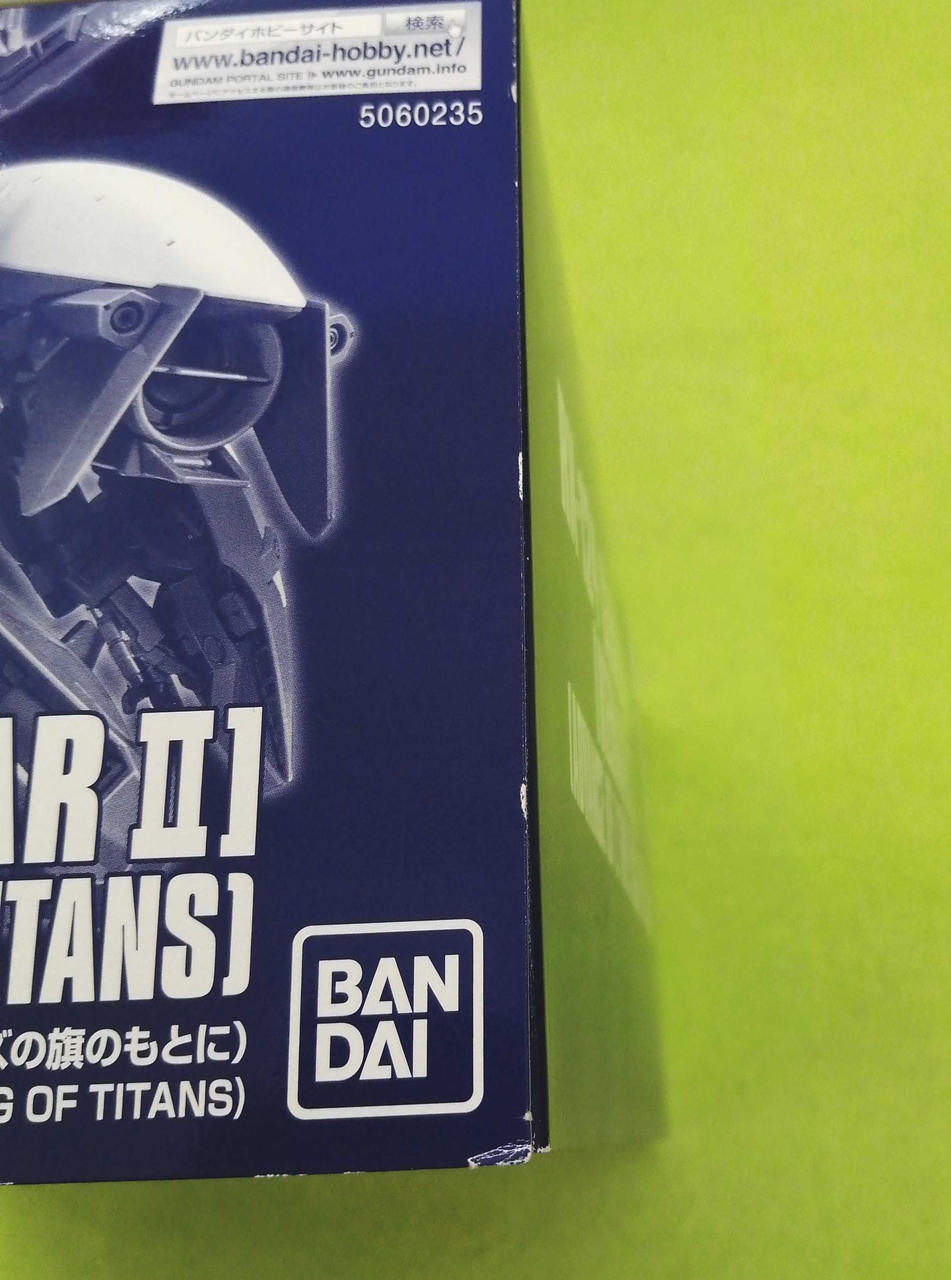 バンダイホビーサイト 検索
www.bandai-hobby.net/
GUNDAM PORTAL SITE www.gundam.info
5060235
AR II]
TANS)
ズの旗のもとに)
G OF TITANS)
BAN
DAI